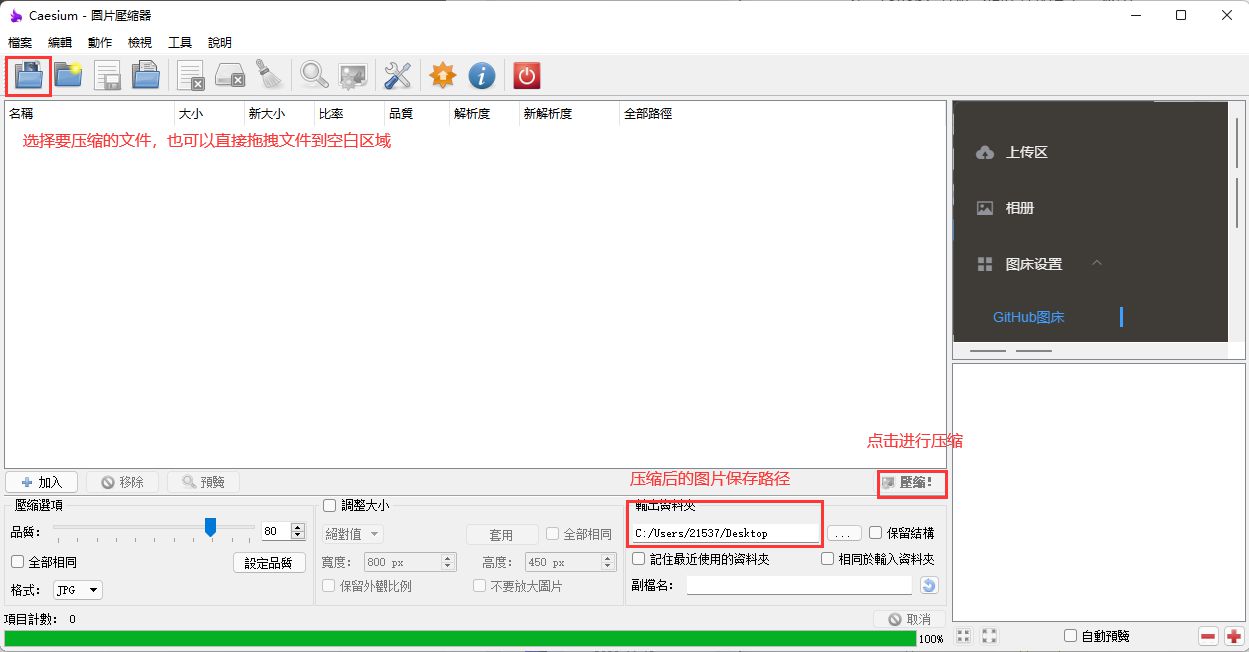 Caesium - 圖片壓縮器
檔案 編輯 動作 檢視 工具 說明
名稱 大小 新大小 比率 品質 解析度 新解析度 全部路徑
选择要压缩的文件，也可以直接拖拽文件到空白区域
上传区
相册
图床设置
GitHub图床
点击进行压缩
压缩后的图片保存路径
加入 移除 預覽 壓縮!
壓縮選項
品質: 80
全部相同 設定品質
格式: JPG
調整大小
絕對值 套用 全部相同
寬度: 800 px 高度: 450 px
保留外觀比例 不要放大圖片
輸出資料夾
C:/Users/21537/Desktop ... 保留結構
記住最近使用的資料夾 相同於輸入資料夾
副檔名:
項目計數: 0 取消
100% 自動預覽